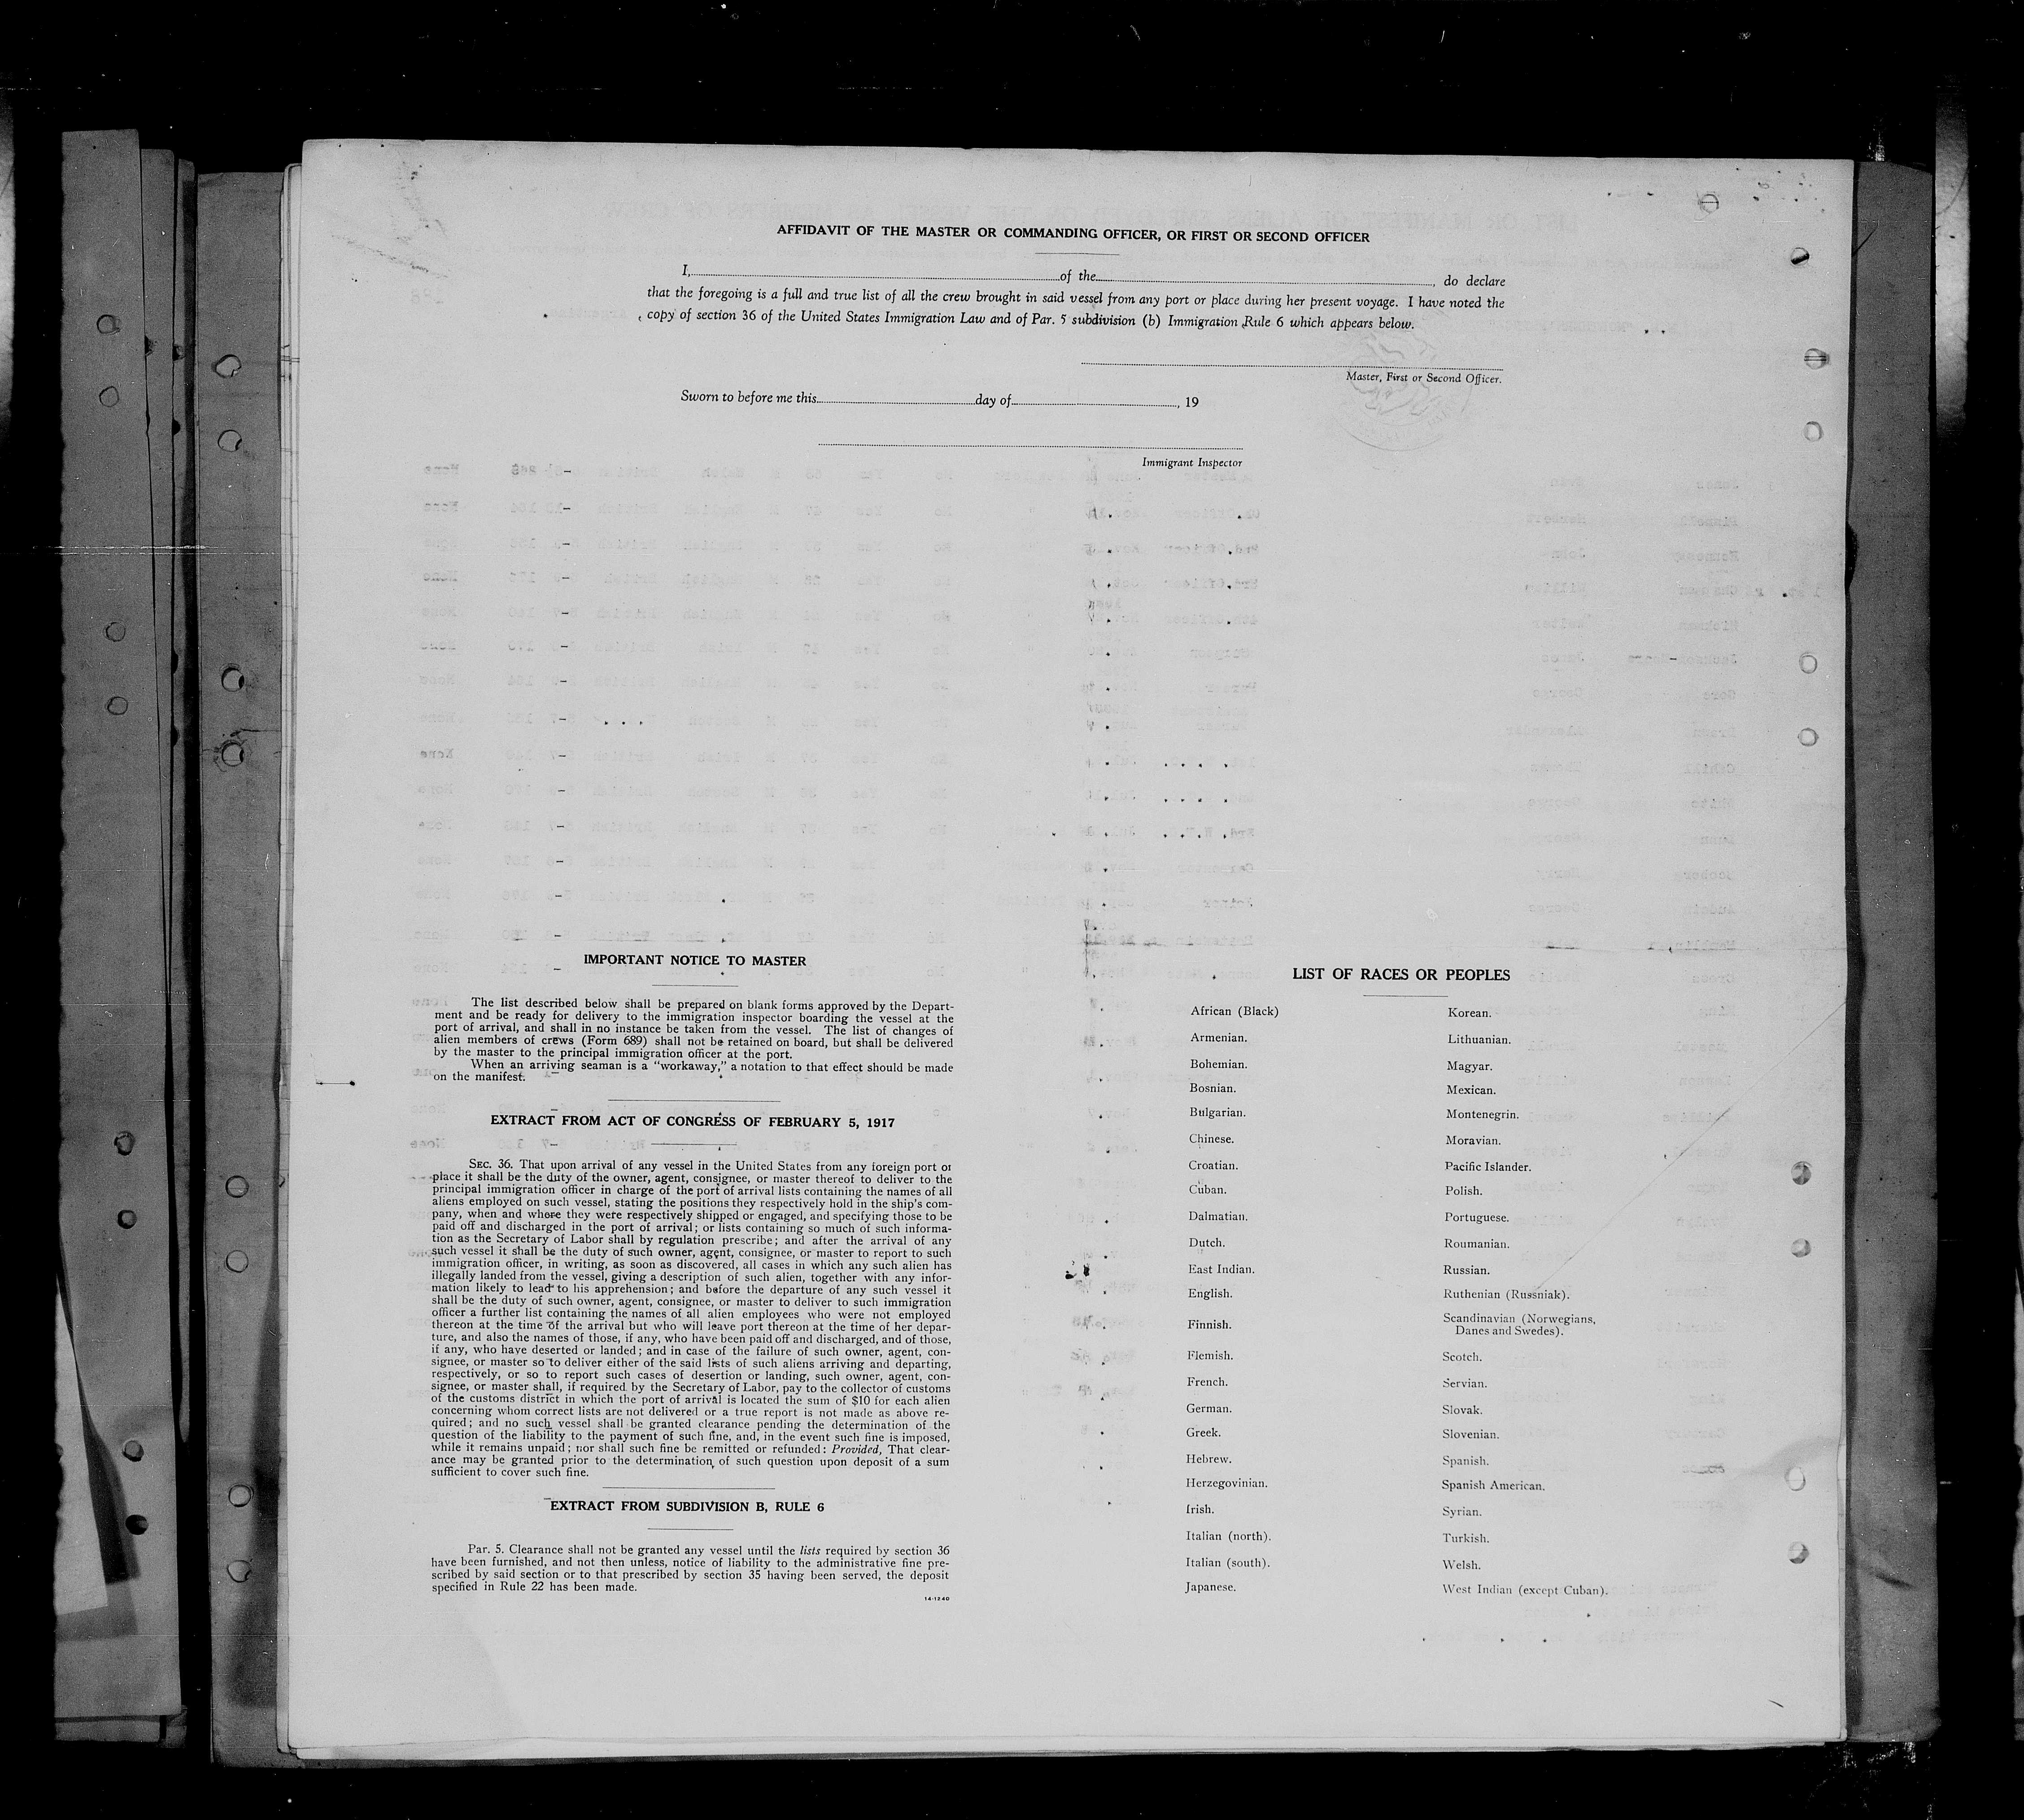 AFFIDAVIT OF THE MASTER OR COMMANDING OFFICER, OR FIRST OR SECOND OFFICER
I, of the , do declare
that the foregoing is a full and true list of all the crew brought in said vessel from any port or place during her present voyage. I have noted the
copy of section 36 of the United States Immigration Law and of Par. 5 subdivision (b) Immigration Rule 6 which appears below.
Master, First or Second Officer.
Sworn to before me this day of , 19
Immigrant Inspector
IMPORTANT NOTICE TO MASTER
The list described below shall be prepared on blank forms approved by the Depart-
ment and be ready for delivery to the immigration inspector boarding the vessel at the
port of arrival, and shall in no instance be taken from the vessel. The list of changes of
alien members of crews (Form 689) shall not be retained on board, but shall be delivered
by the master to the principal immigration officer at the port.
When an arriving seaman is a "workaway," a notation to that effect should be made
on the manifest.
EXTRACT FROM ACT OF CONGRESS OF FEBRUARY 5, 1917
SEC. 36. That upon arrival of any vessel in the United States from any foreign port or
place it shall be the duty of the owner, agent, consignee, or master thereof to deliver to the
principal immigration officer in charge of the port of arrival lists containing the names of all
aliens employed on such vessel, stating the positions they respectively hold in the ship's com-
pany, when and where they were respectively shipped or engaged, and specifying those to be
paid off and discharged in the port of arrival; or lists containing so much of such informa-
tion as the Secretary of Labor shall by regulation prescribe; and after the arrival of any
such vessel it shall be the duty of such owner, agent, consignee, or master to report to such
immigration officer, in writing, as soon as discovered, all cases in which any such alien has
illegally landed from the vessel, giving a description of such alien, together with any infor-
mation likely to lead to his apprehension; and before the departure of any such vessel it
shall be the duty of such owner, agent, consignee, or master to deliver to such immigration
officer a further list containing the names of all alien employees who were not employed
thereon at the time of the arrival but who will leave port thereon at the time of her depar-
ture, and also the names of those, if any, who have been paid off and discharged, and of those,
if any, who have deserted or landed; and in case of the failure of such owner, agent, con-
signee, or master so to deliver either of the said lists of such aliens arriving and departing,
respectively, or so to report such cases of desertion or landing, such owner, agent, con-
signee, or master shall, if required by the Secretary of Labor, pay to the collector of customs
of the customs district in which the port of arrival is located the sum of $10 for each alien
concerning whom correct lists are not delivered or a true report is not made as above re-
quired; and no such vessel shall be granted clearance pending the determination of the
question of the liability to the payment of such fine, and, in the event such fine is imposed,
while it remains unpaid; nor shall such fine be remitted or refunded: Provided, That clear-
ance may be granted prior to the determination of such question upon deposit of a sum
sufficient to cover such fine.
EXTRACT FROM SUBDIVISION B, RULE 6
Par. 5. Clearance shall not be granted any vessel until the lists required by section 36
have been furnished, and not then unless, notice of liability to the administrative fine pre-
scribed by said section or to that prescribed by section 35 having been served, the deposit
specified in Rule 22 has been made.
14-1240
LIST OF RACES OR PEOPLES
African (Black)
Armenian.
Bohemian.
Bosnian.
Bulgarian.
Chinese.
Croatian.
Cuban.
Dalmatian.
Dutch.
East Indian.
English.
Finnish.
Flemish.
French.
German.
Greek.
Hebrew.
Herzegovinian.
Irish.
Italian (north).
Italian (south).
Japanese.
Korean.
Lithuanian.
Magyar.
Mexican.
Montenegrin.
Moravian.
Pacific Islander.
Polish.
Portuguese.
Roumanian.
Russian.
Ruthenian (Russniak).
Scandinavian (Norwegians,
Danes and Swedes).
Scotch.
Servian.
Slovak.
Slovenian.
Spanish.
Spanish American.
Syrian.
Turkish.
Welsh.
West Indian (except Cuban).